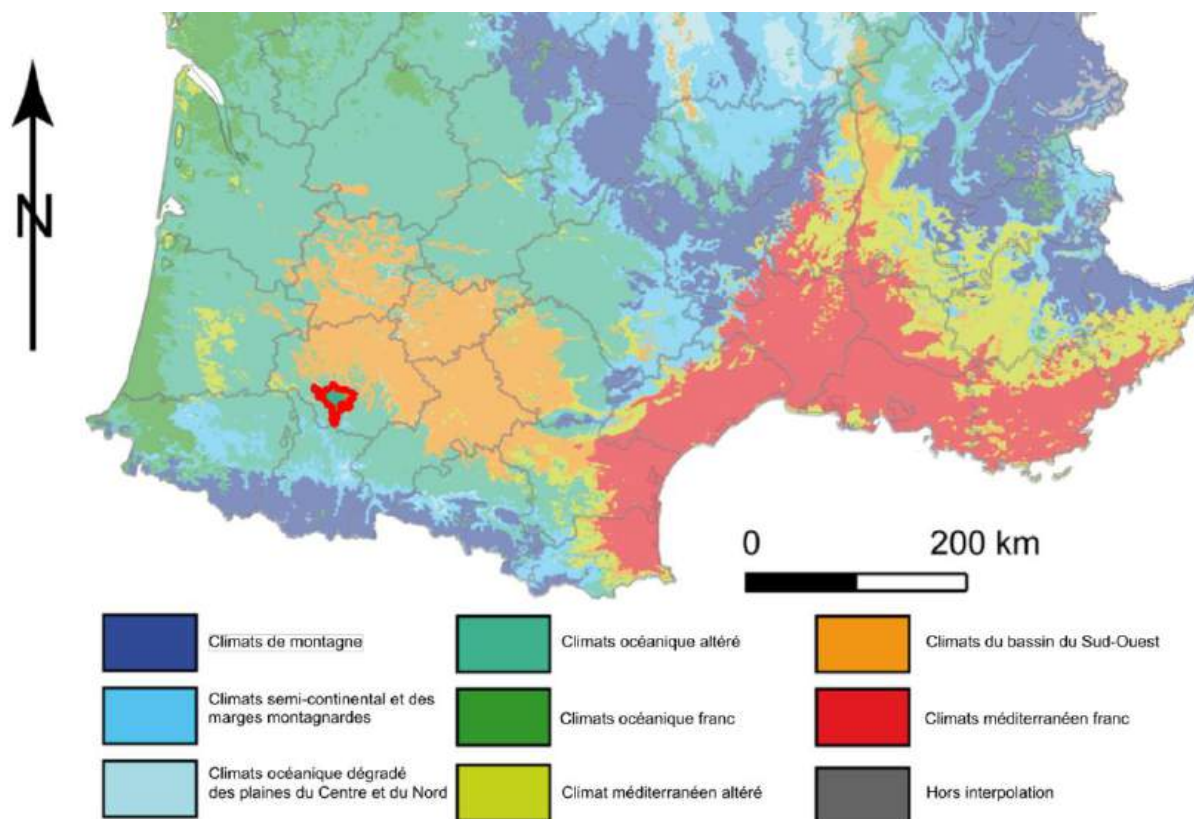 N
0 200 km
Climats de montagne
Climats océanique altéré
Climats du bassin du Sud-Ouest
Climats semi-continental et des
marges montagnardes
Climats océanique franc
Climats méditerranéen franc
Climats océanique dégradé
des plaines du Centre et du Nord
Climat méditerranéen altéré
Hors interpolation